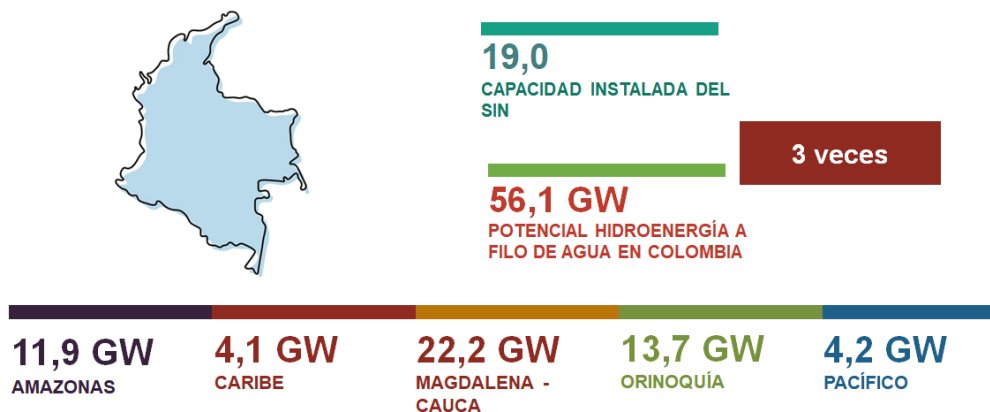 19,0
CAPACIDAD INSTALADA DEL
SIN
3 veces
56,1 GW
POTENCIAL HIDROENERGÍA A
FILO DE AGUA EN COLOMBIA
11,9 GW
AMAZONAS
4,1 GW
CARIBE
22,2 GW
MAGDALENA -
CAUCA
13,7 GW
ORINOQUÍA
4,2 GW
PACÍFICO